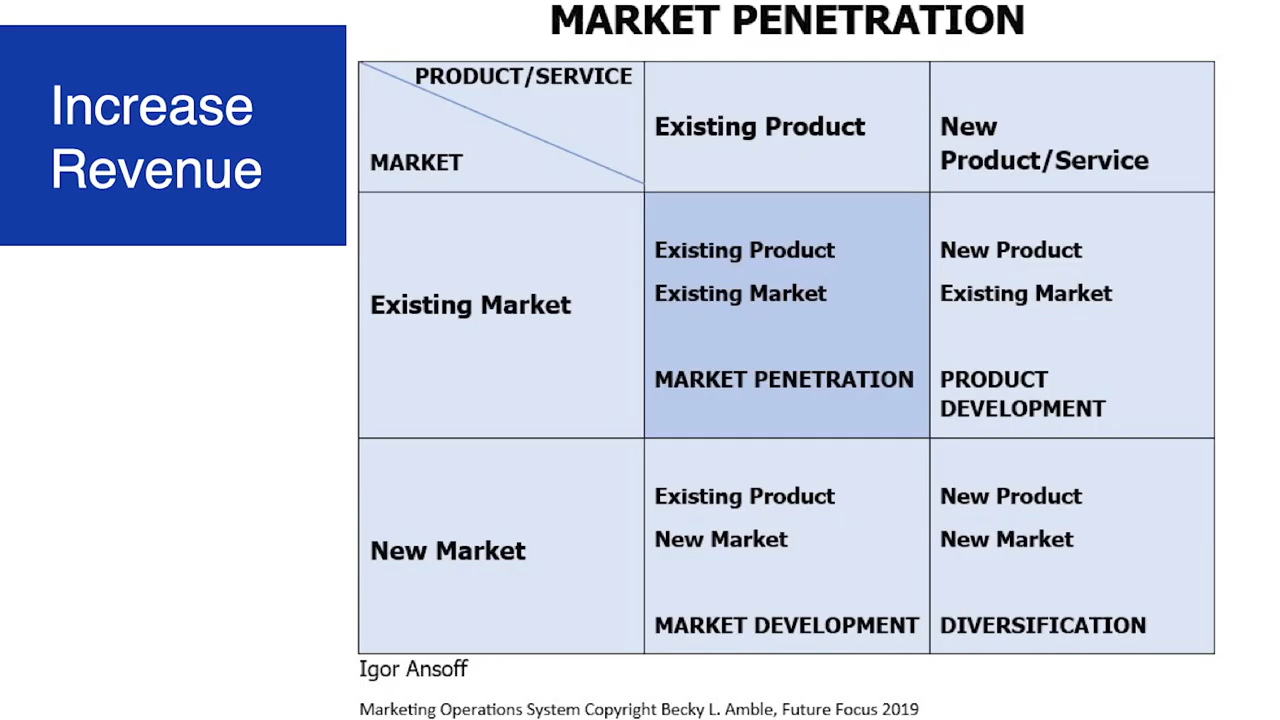 MARKET PENETRATION
Increase
Revenue
PRODUCT/SERVICE
MARKET
Existing Product
New
Product/Service
Existing Market
Existing Product
Existing Market
MARKET PENETRATION
New Product
Existing Market
PRODUCT
DEVELOPMENT
New Market
Existing Product
New Market
MARKET DEVELOPMENT
New Product
New Market
DIVERSIFICATION
Igor Ansoff
Marketing Operations System Copyright Becky L. Amble, Future Focus 2019